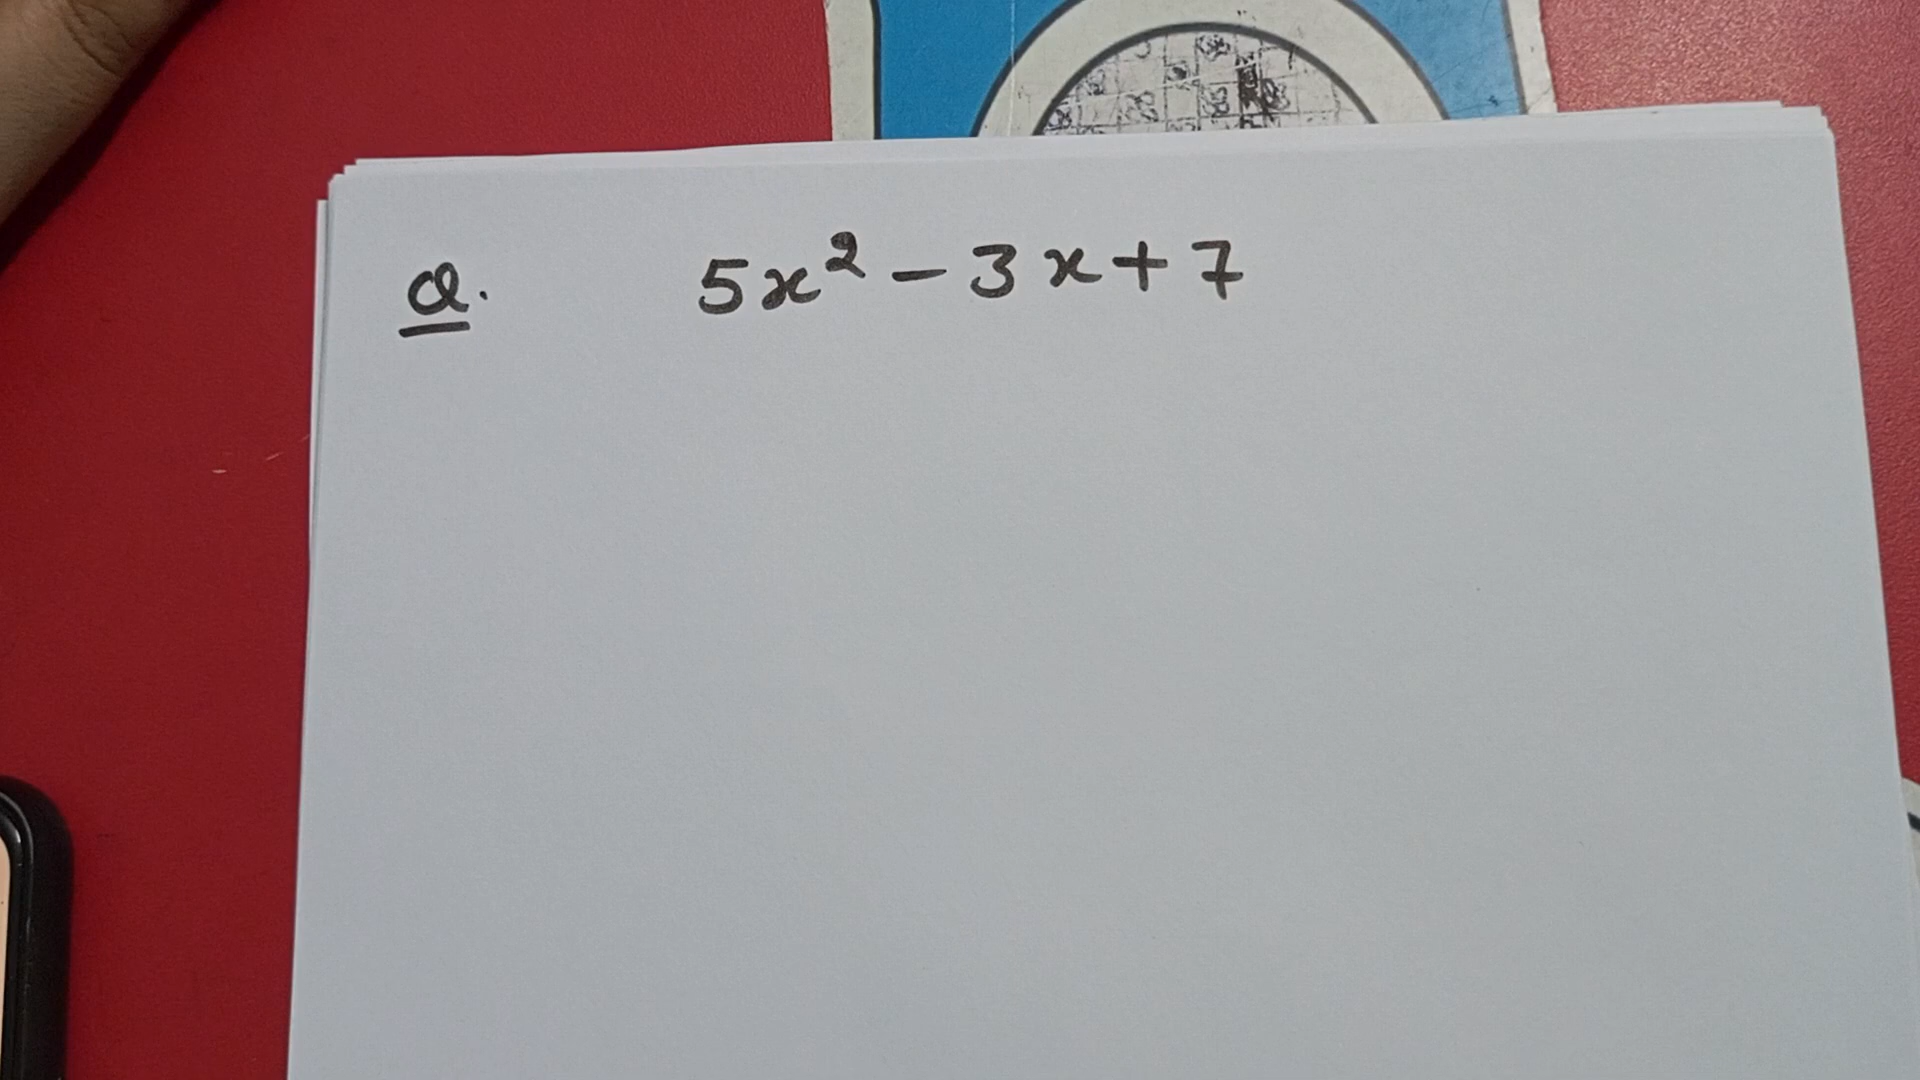 Q. 5x² - 3x + 7